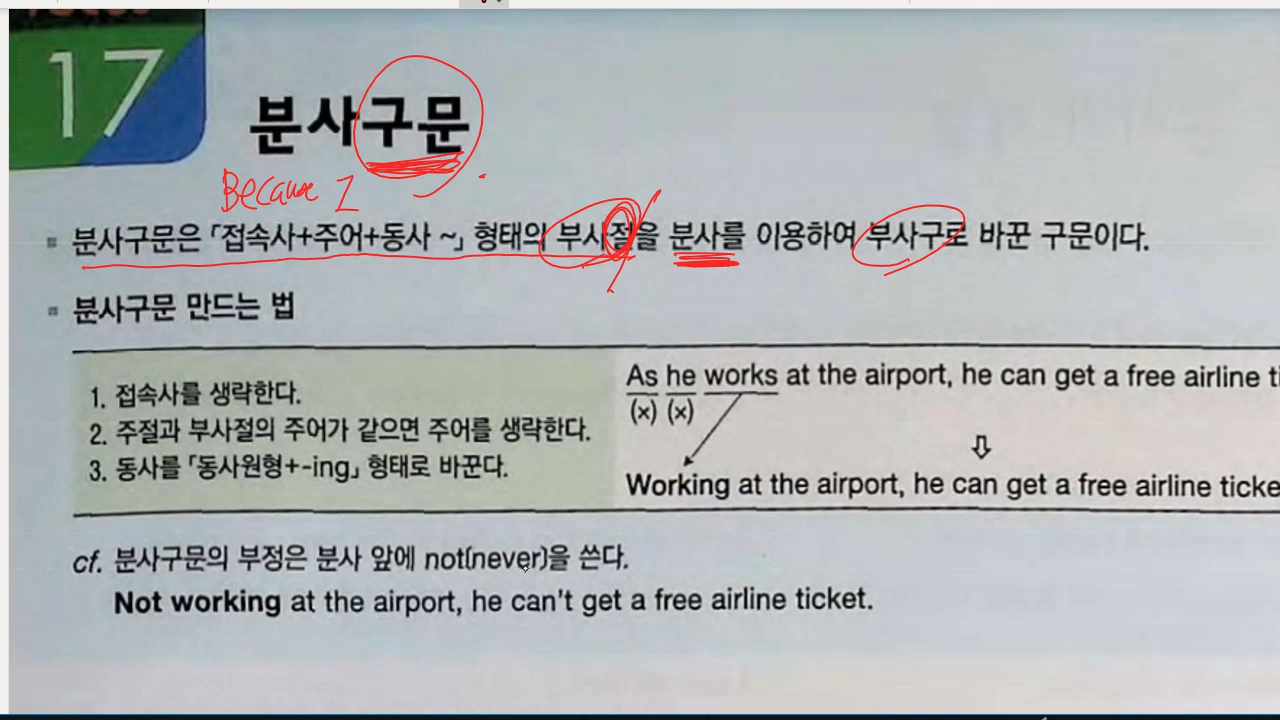 17
분사구문
Because I
분사구문은 「접속사+주어+동사 ~」 형태의 부사절을 분사를 이용하여 부사구로 바꾼 구문이다.
분사구문 만드는 법
1. 접속사를 생략한다.
2. 주절과 부사절의 주어가 같으면 주어를 생략한다.
3. 동사를 「동사원형+-ing」 형태로 바꾼다.
As he works at the airport, he can get a free airline ti
(x) (x)
Working at the airport, he can get a free airline ticke
cf. 분사구문의 부정은 분사 앞에 not(never)을 쓴다.
Not working at the airport, he can't get a free airline ticket.